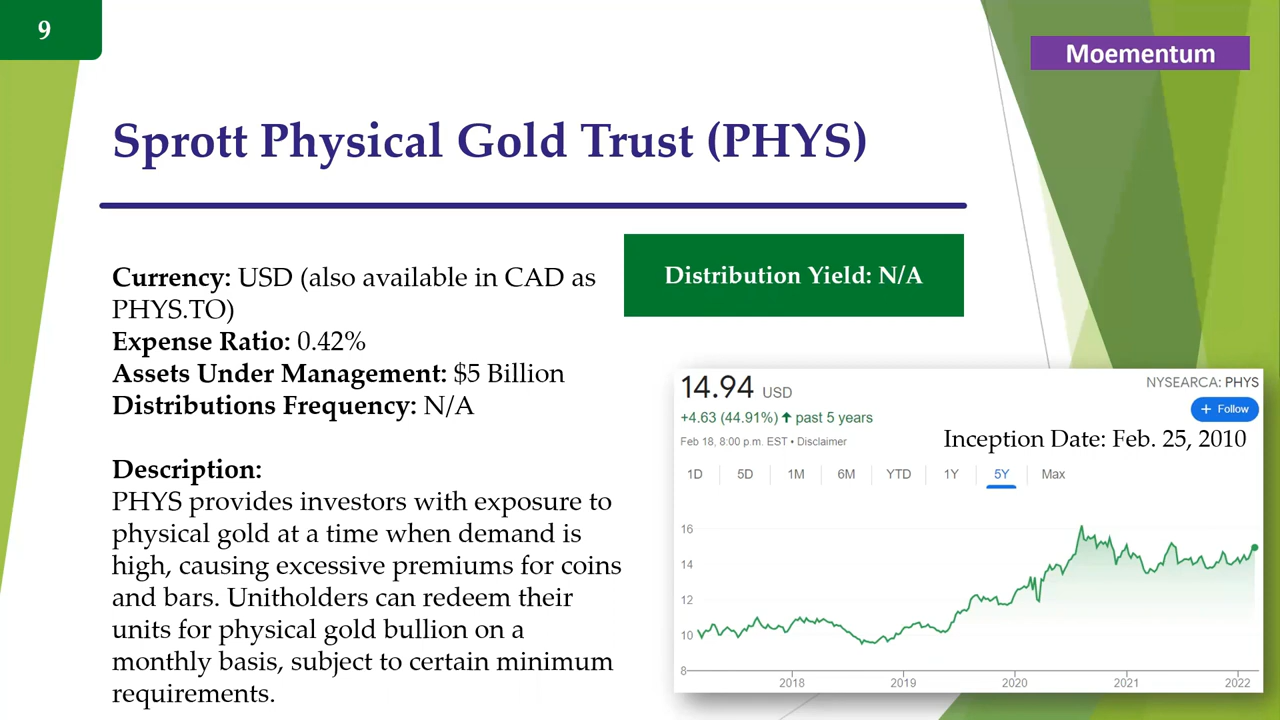 9
Moementum
Sprott Physical Gold Trust (PHYS)
Currency: USD (also available in CAD as
PHYS.TO)
Expense Ratio: 0.42%
Assets Under Management: $5 Billion
Distributions Frequency: N/A
Distribution Yield: N/A
Description:
PHYS provides investors with exposure to
physical gold at a time when demand is
high, causing excessive premiums for coins
and bars. Unitholders can redeem their
units for physical gold bullion on a
monthly basis, subject to certain minimum
requirements.
14.94 USD
NYSEARCA: PHYS
+4.63 (44.91%) ↑ past 5 years
+ Follow
Feb 18, 8:00 p.m. EST • Disclaimer
Inception Date: Feb. 25, 2010
1D 5D 1M 6M YTD 1Y 5Y Max
16
14
12
10
8
2018 2019 2020 2021 2022